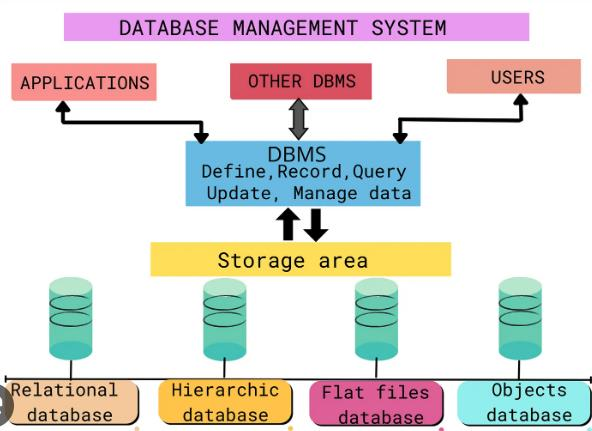 DATABASE MANAGEMENT SYSTEM
APPLICATIONS
OTHER DBMS
USERS
DBMS
Define,Record,Query
Update, Manage data
Storage area
Relational
database
Hierarchic
database
Flat files
database
Objects
database